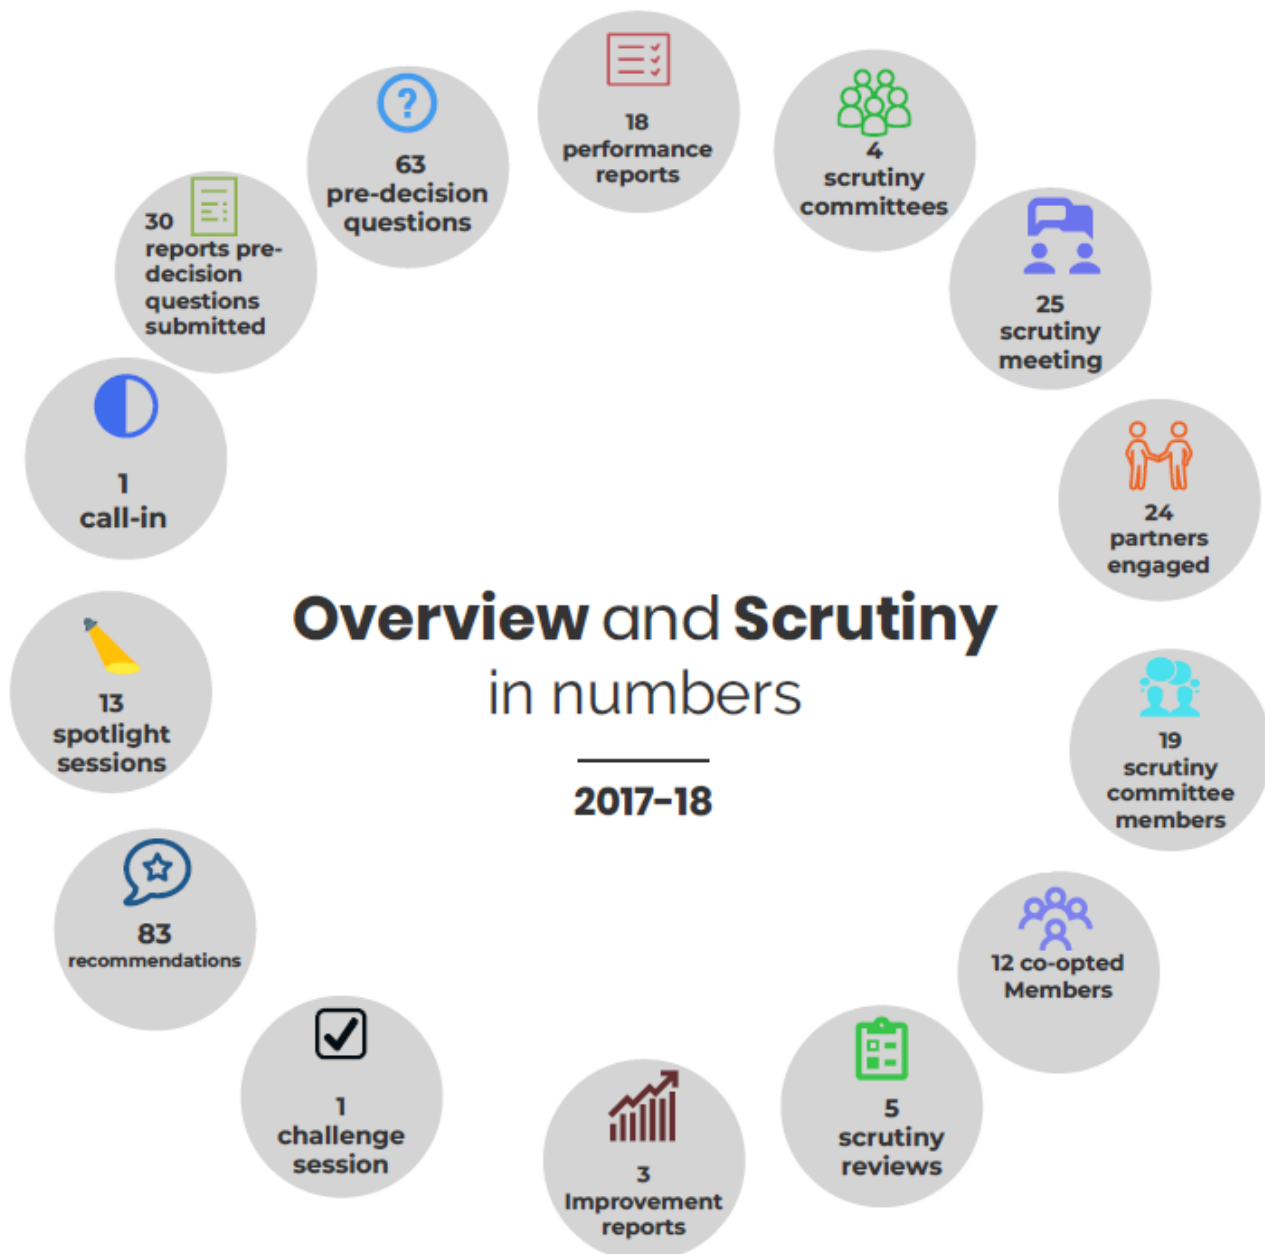 18
performance
reports
4
scrutiny
committees
25
scrutiny
meeting
24
partners
engaged
19
scrutiny
committee
members
12 co-opted
Members
5
scrutiny
reviews
3
Improvement
reports
1
challenge
session
83
recommendations
13
spotlight
sessions
1
call-in
30
reports pre-
decision
questions
submitted
?
63
pre-decision
questions
Overview and Scrutiny
in numbers
2017-18